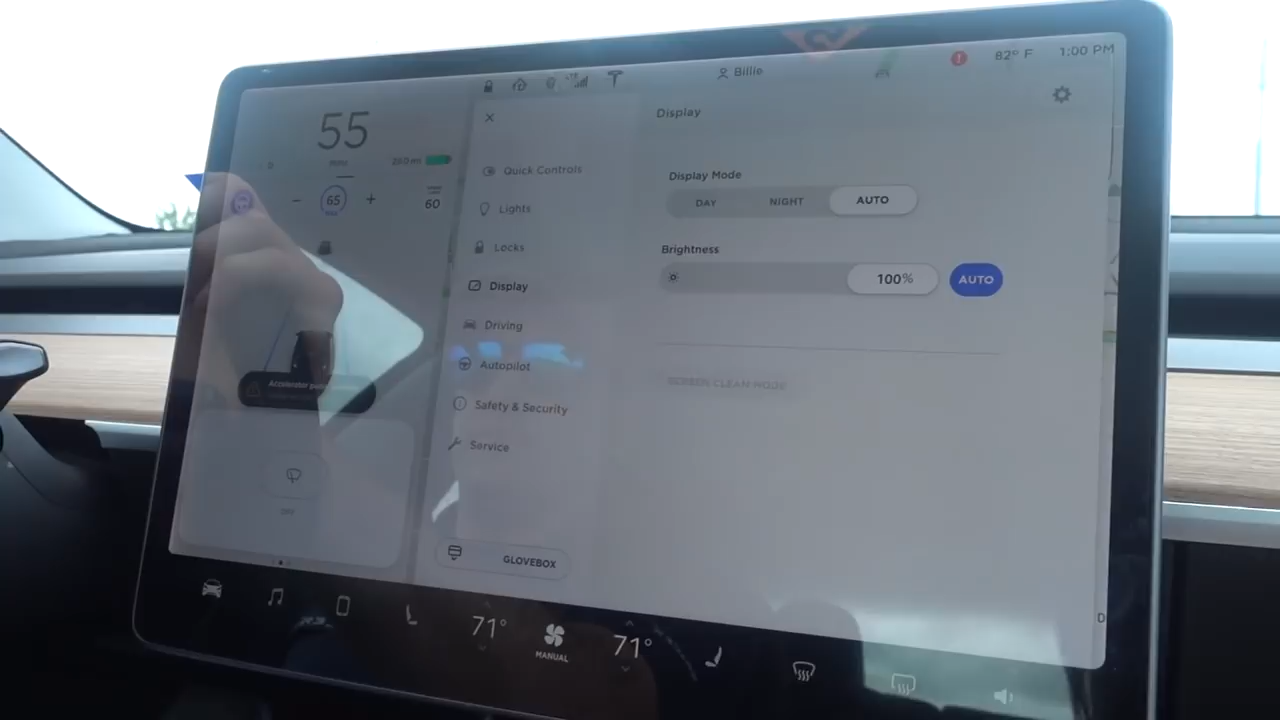 Billie
82° F
1:00 PM
55
65
60
Display
Quick Controls
Lights
Locks
Display
Driving
Autopilot
Safety & Security
Service
GLOVEBOX
Display Mode
DAY
NIGHT
AUTO
Brightness
100%
AUTO
SCREEN CLEAN MODE
Accelerator
71°
MANUAL
71°